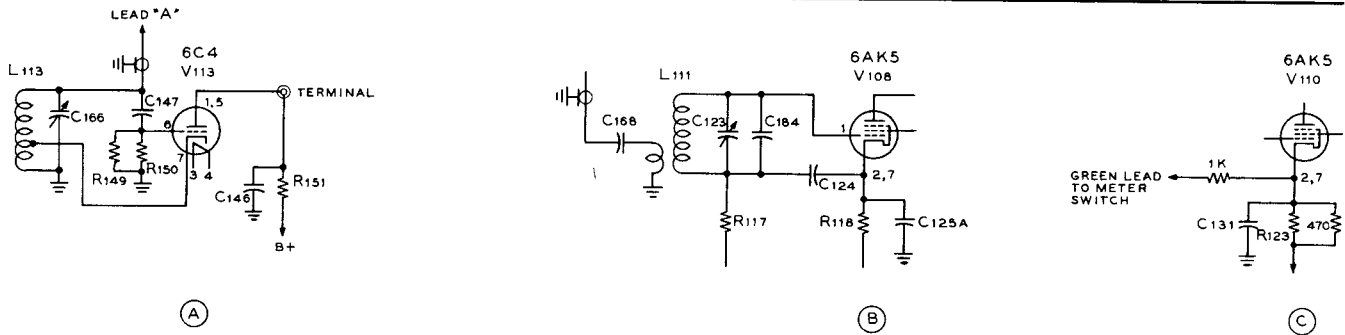 LEAD "A"
6C4
V113
L113
C147
1,5
TERMINAL
C166
6
7
R149
R150
3 4
C146
R151
B+
A
6AK5
V108
L111
C168
C123
C184
1
C124
2,7
R117
R118
C125A
B
6AK5
V110
1K
GREEN LEAD
TO METER
SWITCH
2,7
C131
R123
470
C